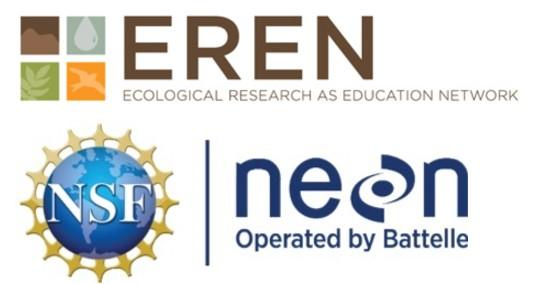 EREN
ECOLOGICAL RESEARCH AS EDUCATION NETWORK
NSF
neon
Operated by Battelle